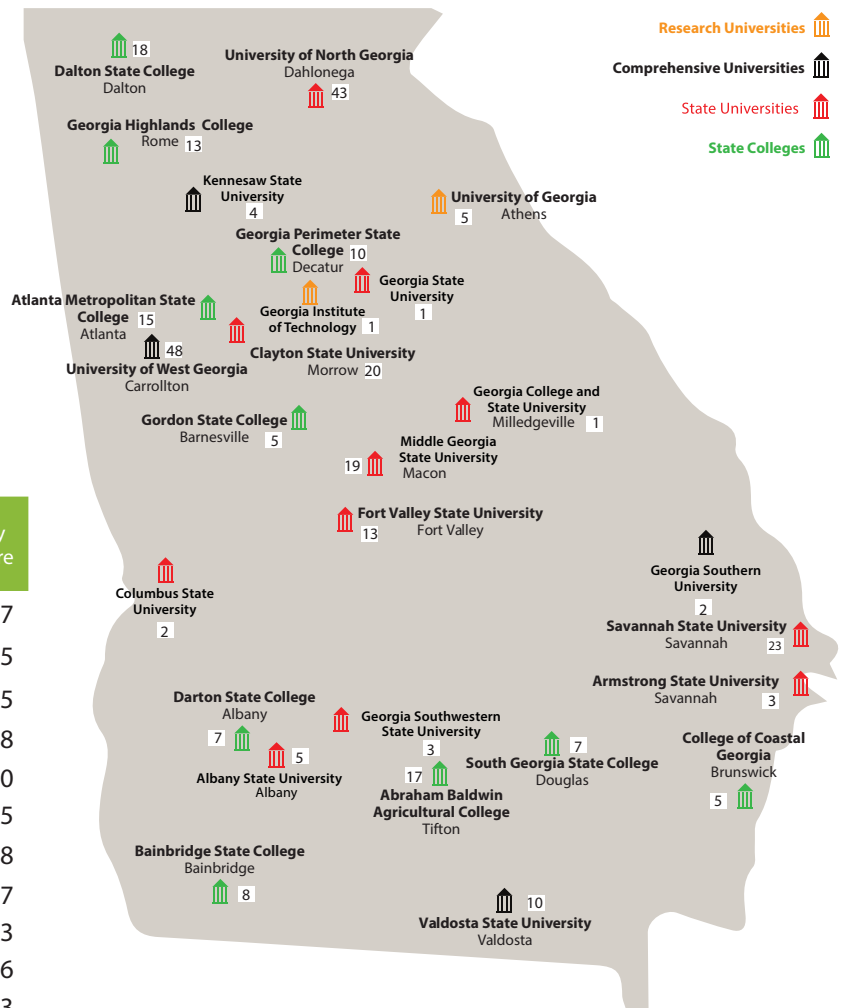 Research Universities
Comprehensive Universities
State Universities
State Colleges
18
Dalton State College
Dalton
University of North Georgia
Dahlonega
43
Georgia Highlands College
Rome 13
Kennesaw State
University
4
University of Georgia
5 Athens
Georgia Perimeter State
College 10
Decatur
Georgia State
University
1
Georgia Institute
of Technology 1
Atlanta Metropolitan State
College 15
Atlanta
48
University of West Georgia
Carrollton
Clayton State University
Morrow 20
Georgia College and
State University
Milledgeville 1
Gordon State College
Barnesville 5
Middle Georgia
State University
19 Macon
Fort Valley State University
13 Fort Valley
Columbus State
University
2
Georgia Southern
University
2
Savannah State University
Savannah 23
Armstrong State University
Savannah 3
Darton State College
Albany
7
5
Albany State University
Albany
Georgia Southwestern
State University
3
17
Abraham Baldwin
Agricultural College
Tifton
7
South Georgia State College
Douglas
College of Coastal
Georgia
Brunswick
5
Bainbridge State College
Bainbridge
8
10
Valdosta State University
Valdosta
re
7
5
5
8
0
5
8
7
3
6
3